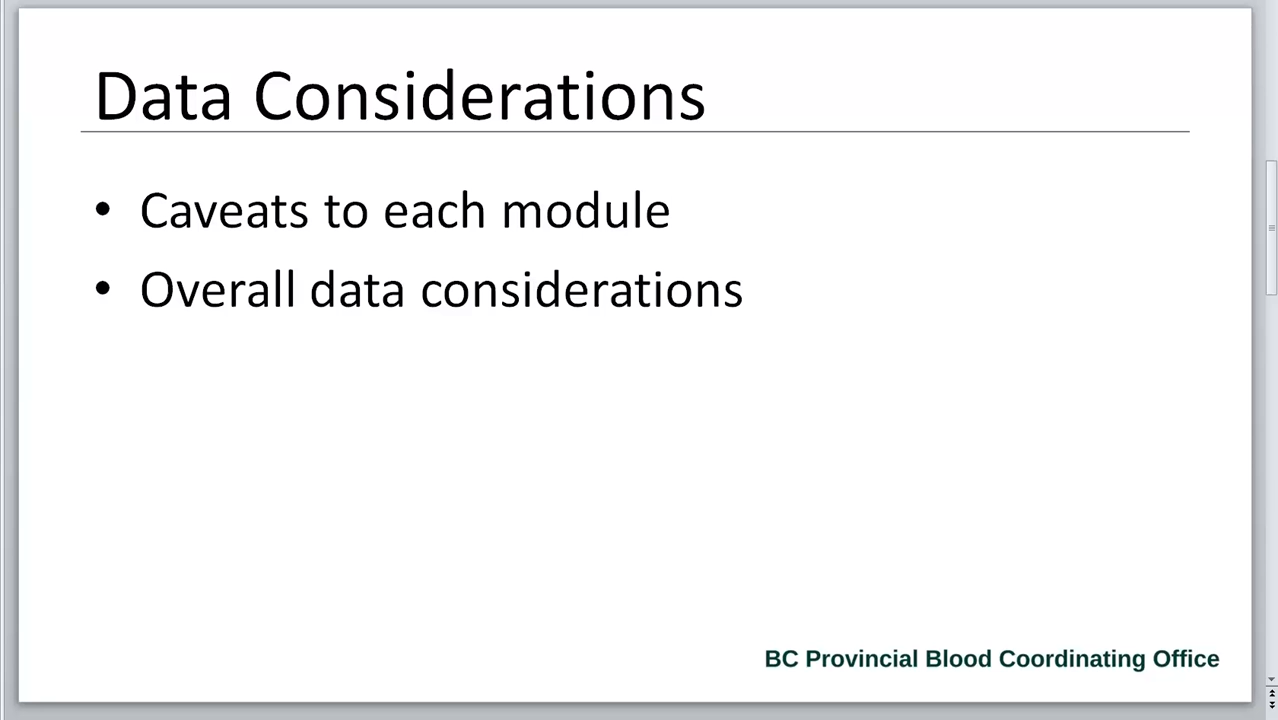 Data Considerations
• Caveats to each module
• Overall data considerations
BC Provincial Blood Coordinating Office